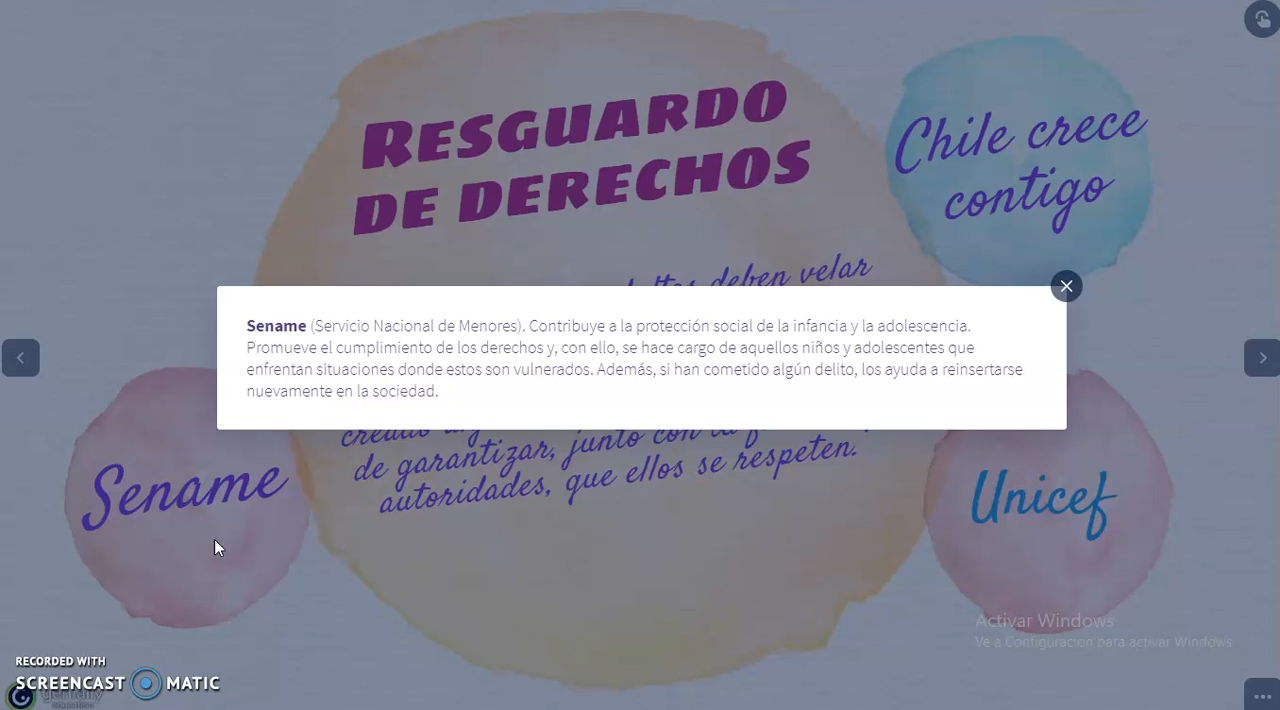 RESGUARDO
DE DERECHOS
Chile crece
contigo
deben velar
Sename (Servicio Nacional de Menores). Contribuye a la protección social de la infancia y la adolescencia.
Promueve el cumplimiento de los derechos y, con ello, se hace cargo de aquellos niños y adolescentes que
enfrentan situaciones donde estos son vulnerados. Además, si han cometido algún delito, los ayuda a reinsertarse
nuevamente en la sociedad.
de garantizar, junto con
autoridades, que ellos se respeten.
Sename
Unicef
Activar Windows
Ve a Configuración para activar Windows
RECORDED WITH
SCREENCAST MATIC
genially
education